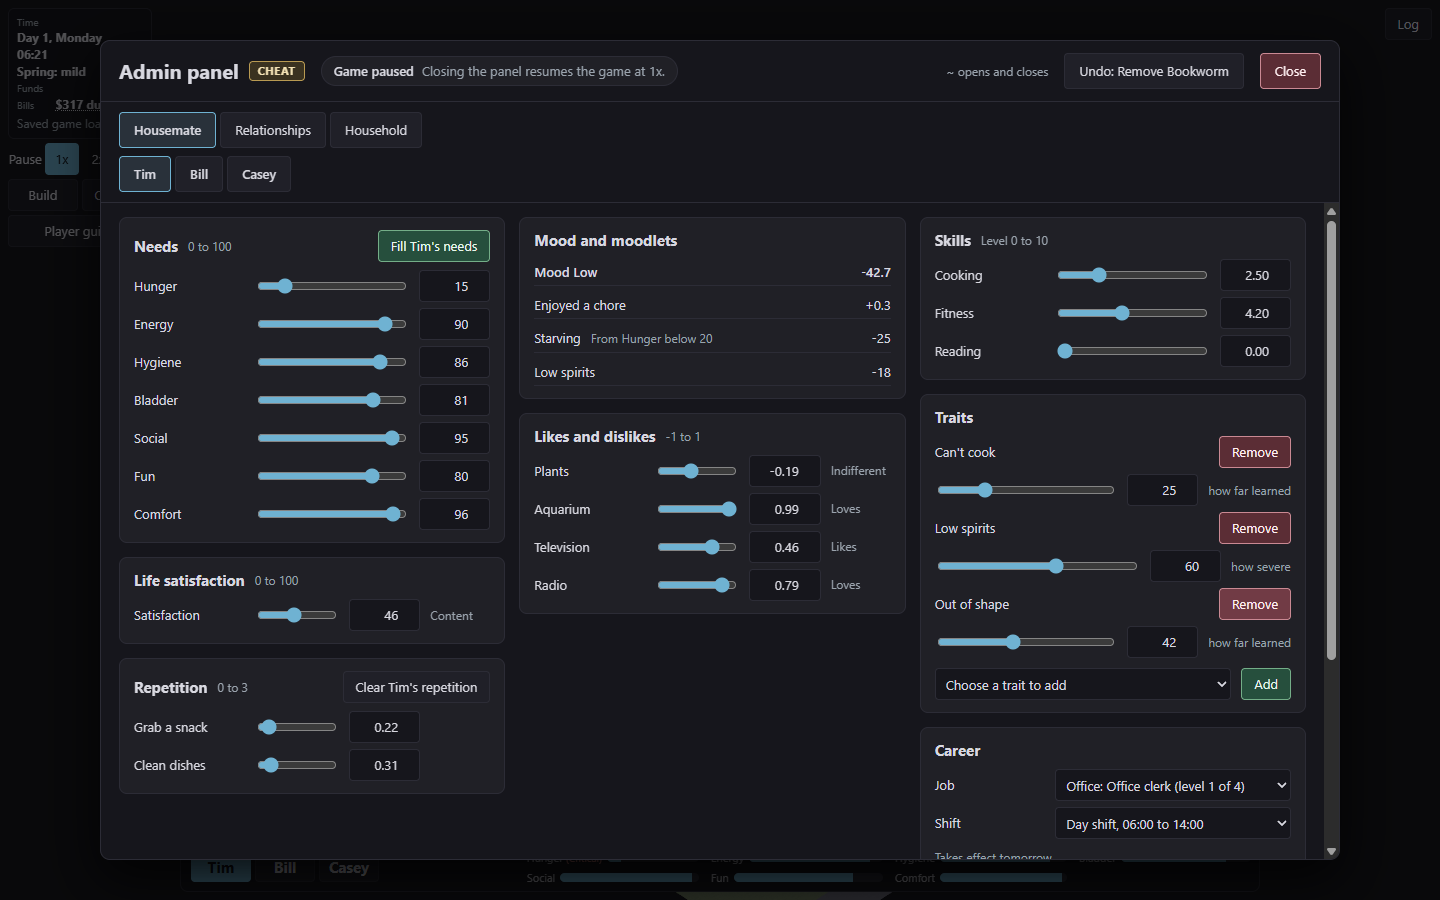 Time
Day 1, Monday
06:21
Spring: mild
Funds
Bills $317 du
Saved game loa
Pause 1x 2
Build C
Player gui
Log
Admin panel CHEAT Game paused Closing the panel resumes the game at 1x. ~ opens and closes Undo: Remove Bookworm Close
Housemate Relationships Household
Tim Bill Casey
Needs 0 to 100 Fill Tim's needs
Hunger 15
Energy 90
Hygiene 86
Bladder 81
Social 95
Fun 80
Comfort 96
Life satisfaction 0 to 100
Satisfaction 46 Content
Repetition 0 to 3 Clear Tim's repetition
Grab a snack 0.22
Clean dishes 0.31
Mood and moodlets
Mood Low -42.7
Enjoyed a chore +0.3
Starving From Hunger below 20 -25
Low spirits -18
Likes and dislikes -1 to 1
Plants -0.19 Indifferent
Aquarium 0.99 Loves
Television 0.46 Likes
Radio 0.79 Loves
Skills Level 0 to 10
Cooking 2.50
Fitness 4.20
Reading 0.00
Traits
Can't cook Remove
25 how far learned
Low spirits Remove
60 how severe
Out of shape Remove
42 how far learned
Choose a trait to add Add
Career
Job Office: Office clerk (level 1 of 4)
Shift Day shift, 06:00 to 14:00
Takes effect tomorrow
Tim Bill Casey
Social Fun Comfort